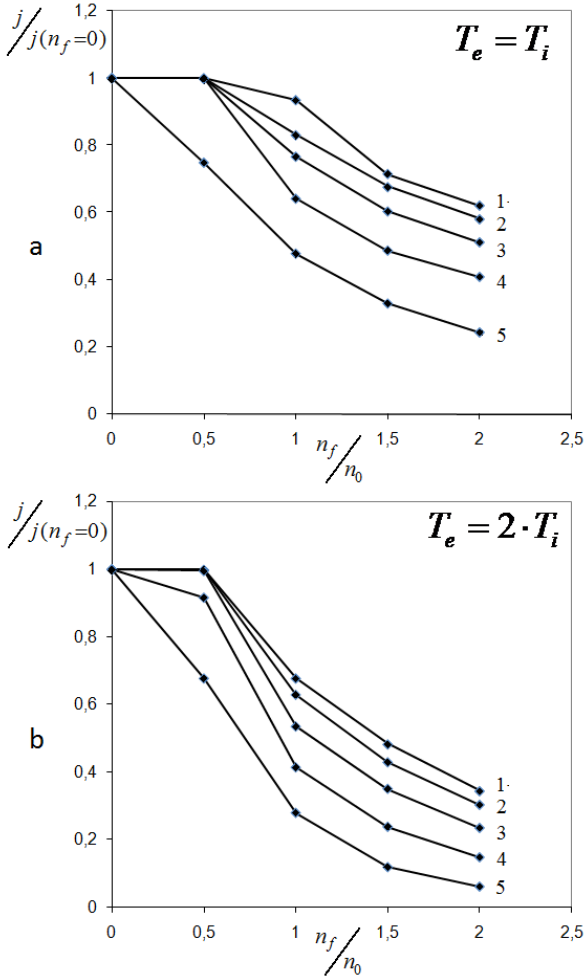 j/j(n_f=0)
1,2
T_e = T_i
1
0,8
0,6
0,4
0,2
0
a
1.
2
3
4
5
0 0,5 1 1,5 2 2,5
n_f/n_0
j/j(n_f=0)
1,2
T_e = 2 · T_i
1
0,8
0,6
0,4
0,2
0
b
1.
2
3
4
5
0 0,5 1 1,5 2 2,5
n_f/n_0